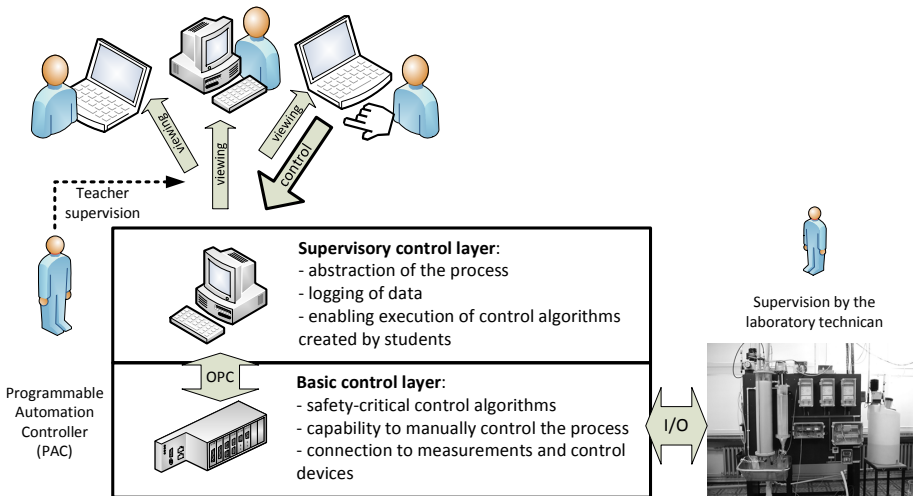 viewing
viewing
viewing
control
Teacher
supervision
Supervisory control layer:
- abstraction of the process
- logging of data
- enabling execution of control algorithms
created by students
Supervision by the
laboratory technican
OPC
Programmable
Automation
Controller
(PAC)
Basic control layer:
- safety-critical control algorithms
- capability to manually control the process
- connection to measurements and control
devices
I/O